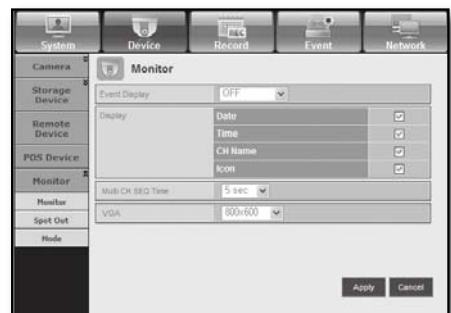 System Device Record Event Network
Camera
Storage
Device
Remote
Device
POS Device
Monitor
Monitor
Spot Out
Mode
Monitor
Event Display OFF
Display
Date
Time
CH Name
Icon
Multi CH SEQ Time 5 sec
VGA 800x600
Apply Cancel